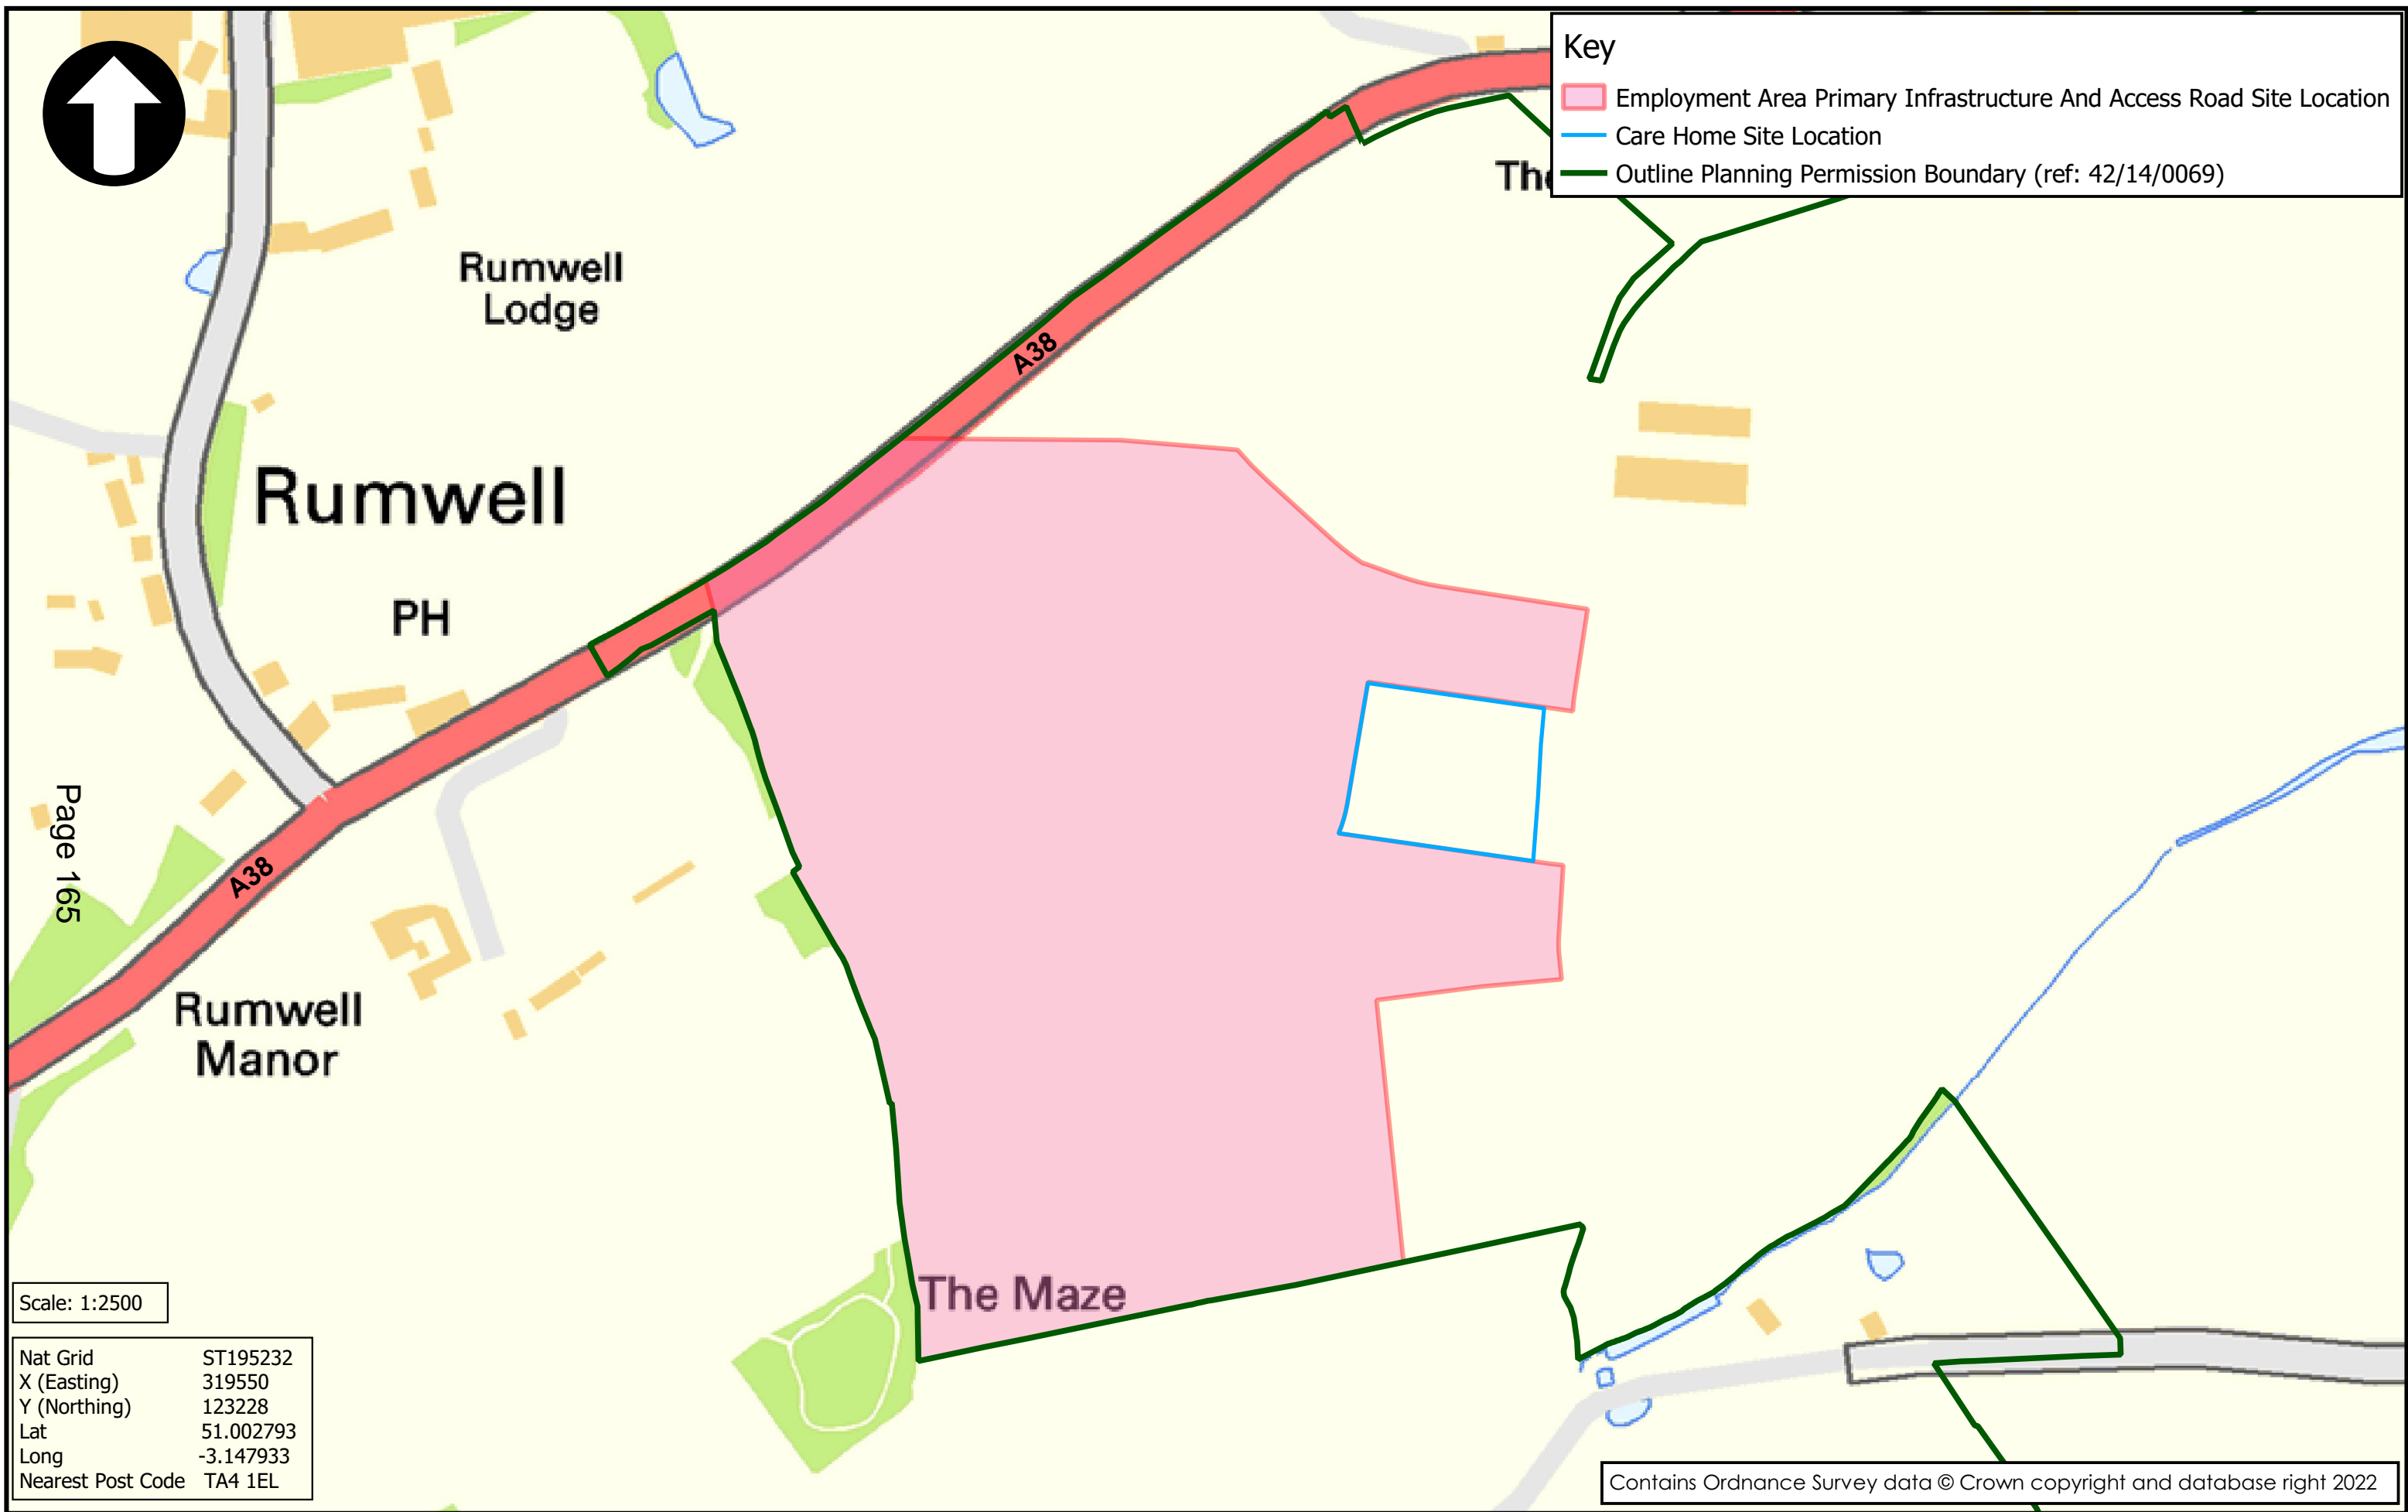 Key
Employment Area Primary Infrastructure And Access Road Site Location
Care Home Site Location
Outline Planning Permission Boundary (ref: 42/14/0069)
Rumwell
Lodge
A38
Rumwell
PH
Page 165
A38
Rumwell
Manor
The Maze
Scale: 1:2500
Nat Grid ST195232
X (Easting) 319550
Y (Northing) 123228
Lat 51.002793
Long -3.147933
Nearest Post Code TA4 1EL
Contains Ordnance Survey data © Crown copyright and database right 2022